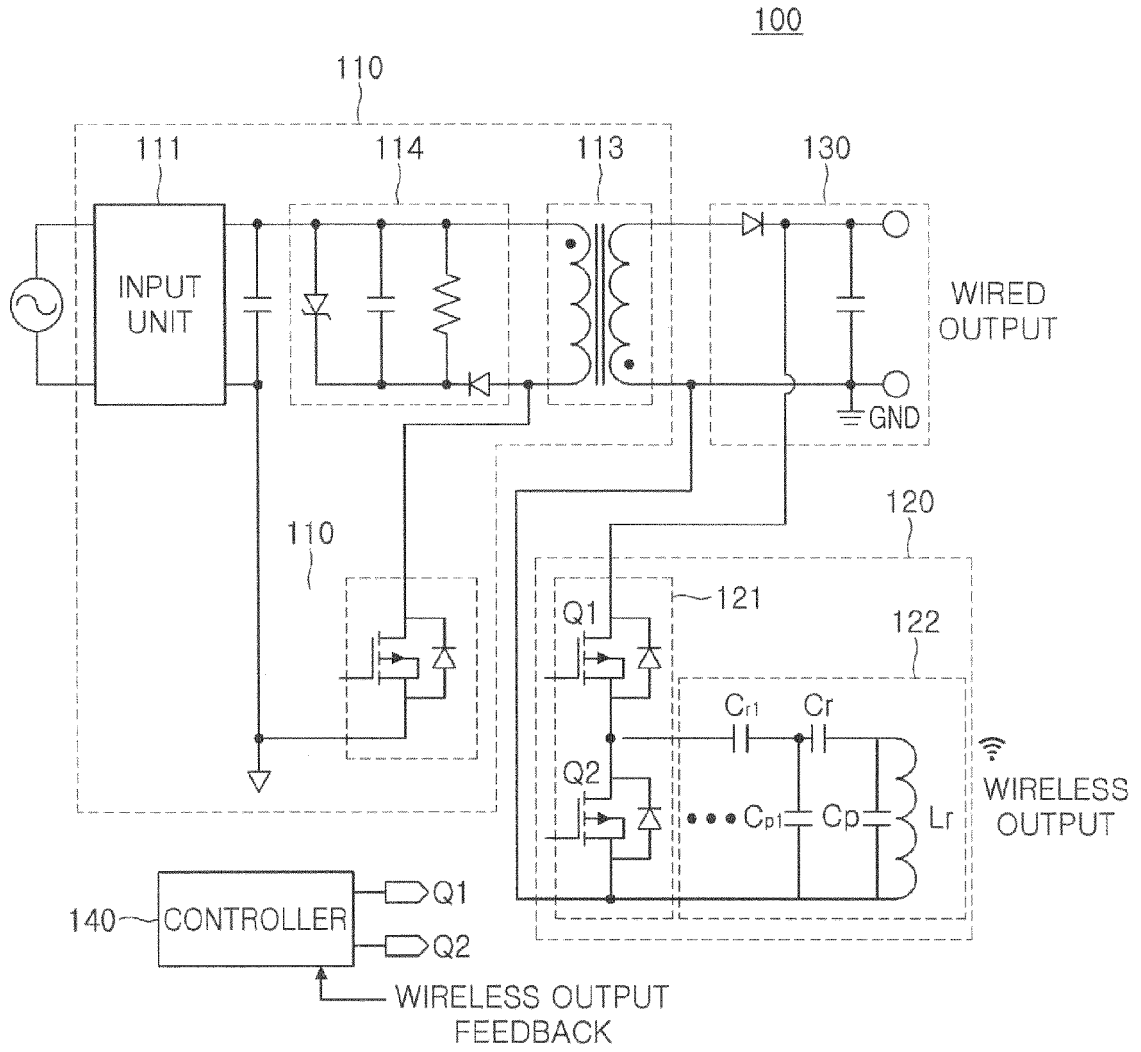 100
110
111
114
113
130
INPUT
UNIT
WIRED
OUTPUT
GND
120
110
121
Q1
122
Cr1
Cr
Q2
Cp1
Cp
Lr
WIRELESS
OUTPUT
140
CONTROLLER
Q1
Q2
WIRELESS OUTPUT
FEEDBACK